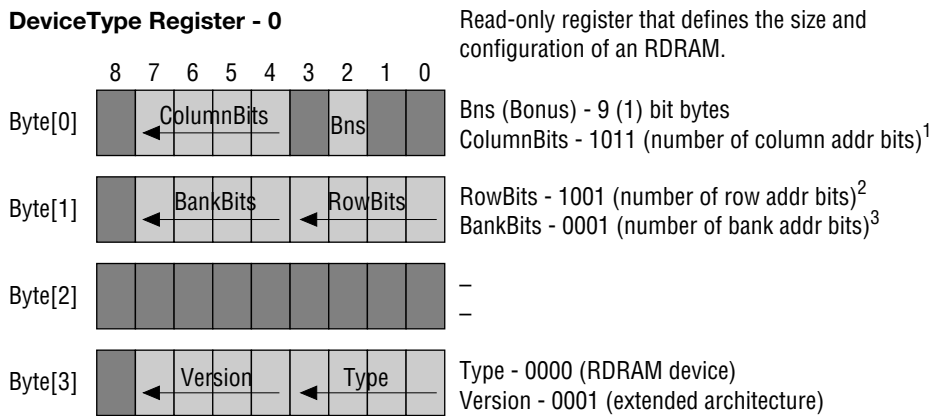 DeviceType Register - 0
Read-only register that defines the size and
configuration of an RDRAM.
8 7 6 5 4 3 2 1 0
Byte[0] ColumnBits Bns
Bns (Bonus) - 9 (1) bit bytes
ColumnBits - 1011 (number of column addr bits)1
Byte[1] BankBits RowBits
RowBits - 1001 (number of row addr bits)2
BankBits - 0001 (number of bank addr bits)3
Byte[2]
–
–
Byte[3] Version Type
Type - 0000 (RDRAM device)
Version - 0001 (extended architecture)